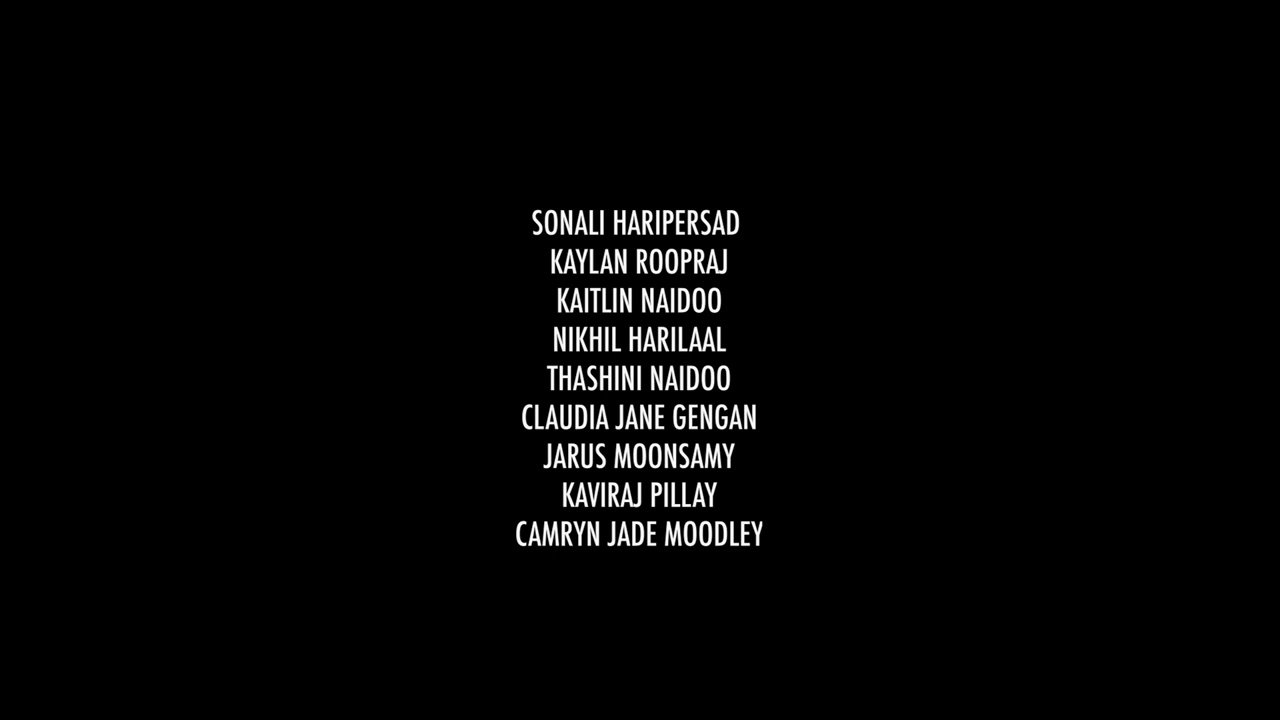 SONALI HARIPERSAD
KAYLAN ROOPRAJ
KAITLIN NAIDOO
NIKHIL HARILAAL
THASHINI NAIDOO
CLAUDIA JANE GENGAN
JARUS MOONSAMY
KAVIRAJ PILLAY
CAMRYN JADE MOODLEY